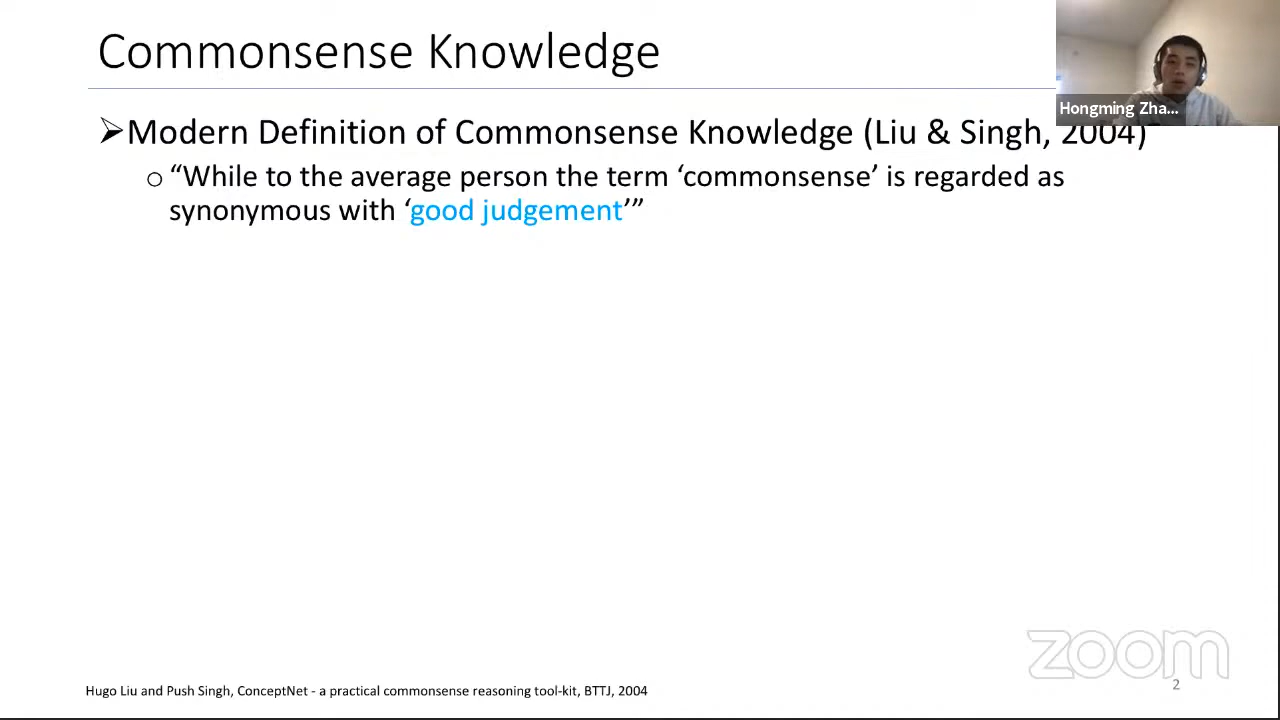 Commonsense Knowledge
Hongming Zha...
➢Modern Definition of Commonsense Knowledge (Liu & Singh, 2004)
o “While to the average person the term ‘commonsense’ is regarded as
synonymous with ‘good judgement’”
zoom
2
Hugo Liu and Push Singh, ConceptNet - a practical commonsense reasoning tool-kit, BTTJ, 2004